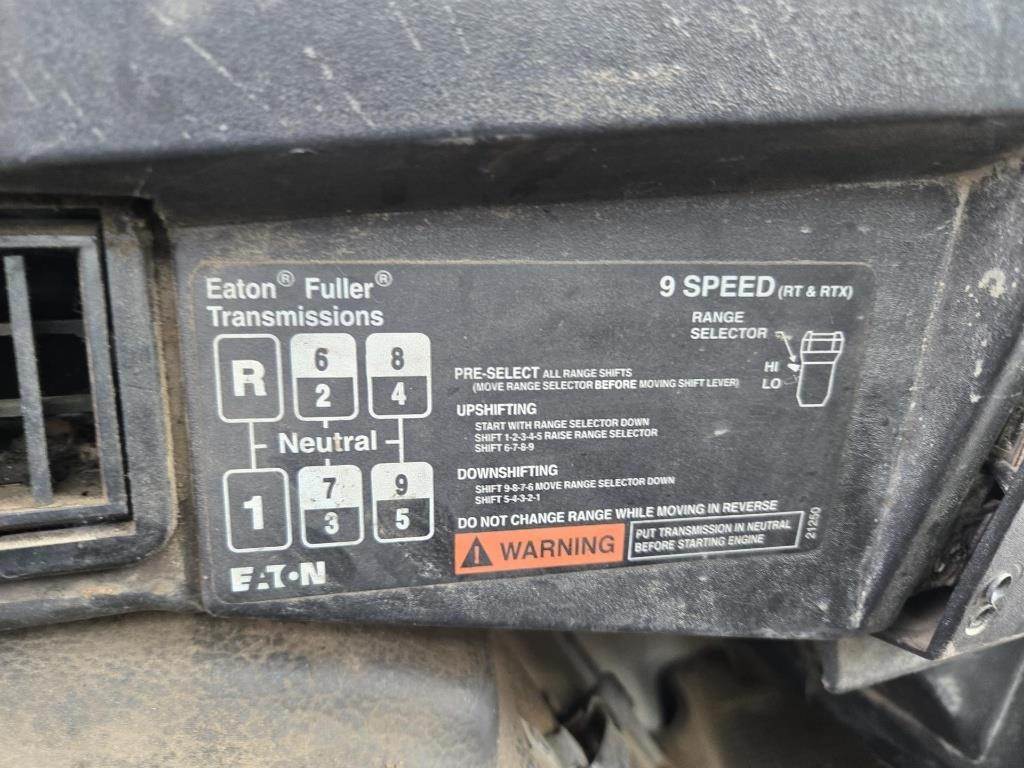 Eaton® Fuller®
Transmissions
9 SPEED (RT & RTX)
RANGE
SELECTOR
HI
LO
R
6
2
8
4
Neutral
1
7
3
9
5
PRE-SELECT ALL RANGE SHIFTS
(MOVE RANGE SELECTOR BEFORE MOVING SHIFT LEVER)
UPSHIFTING
START WITH RANGE SELECTOR DOWN
SHIFT 1-2-3-4-5 RAISE RANGE SELECTOR
SHIFT 6-7-8-9
DOWNSHIFTING
SHIFT 9-8-7-6 MOVE RANGE SELECTOR DOWN
SHIFT 5-4-3-2-1
DO NOT CHANGE RANGE WHILE MOVING IN REVERSE
WARNING
PUT TRANSMISSION IN NEUTRAL
BEFORE STARTING ENGINE
21250
EATON